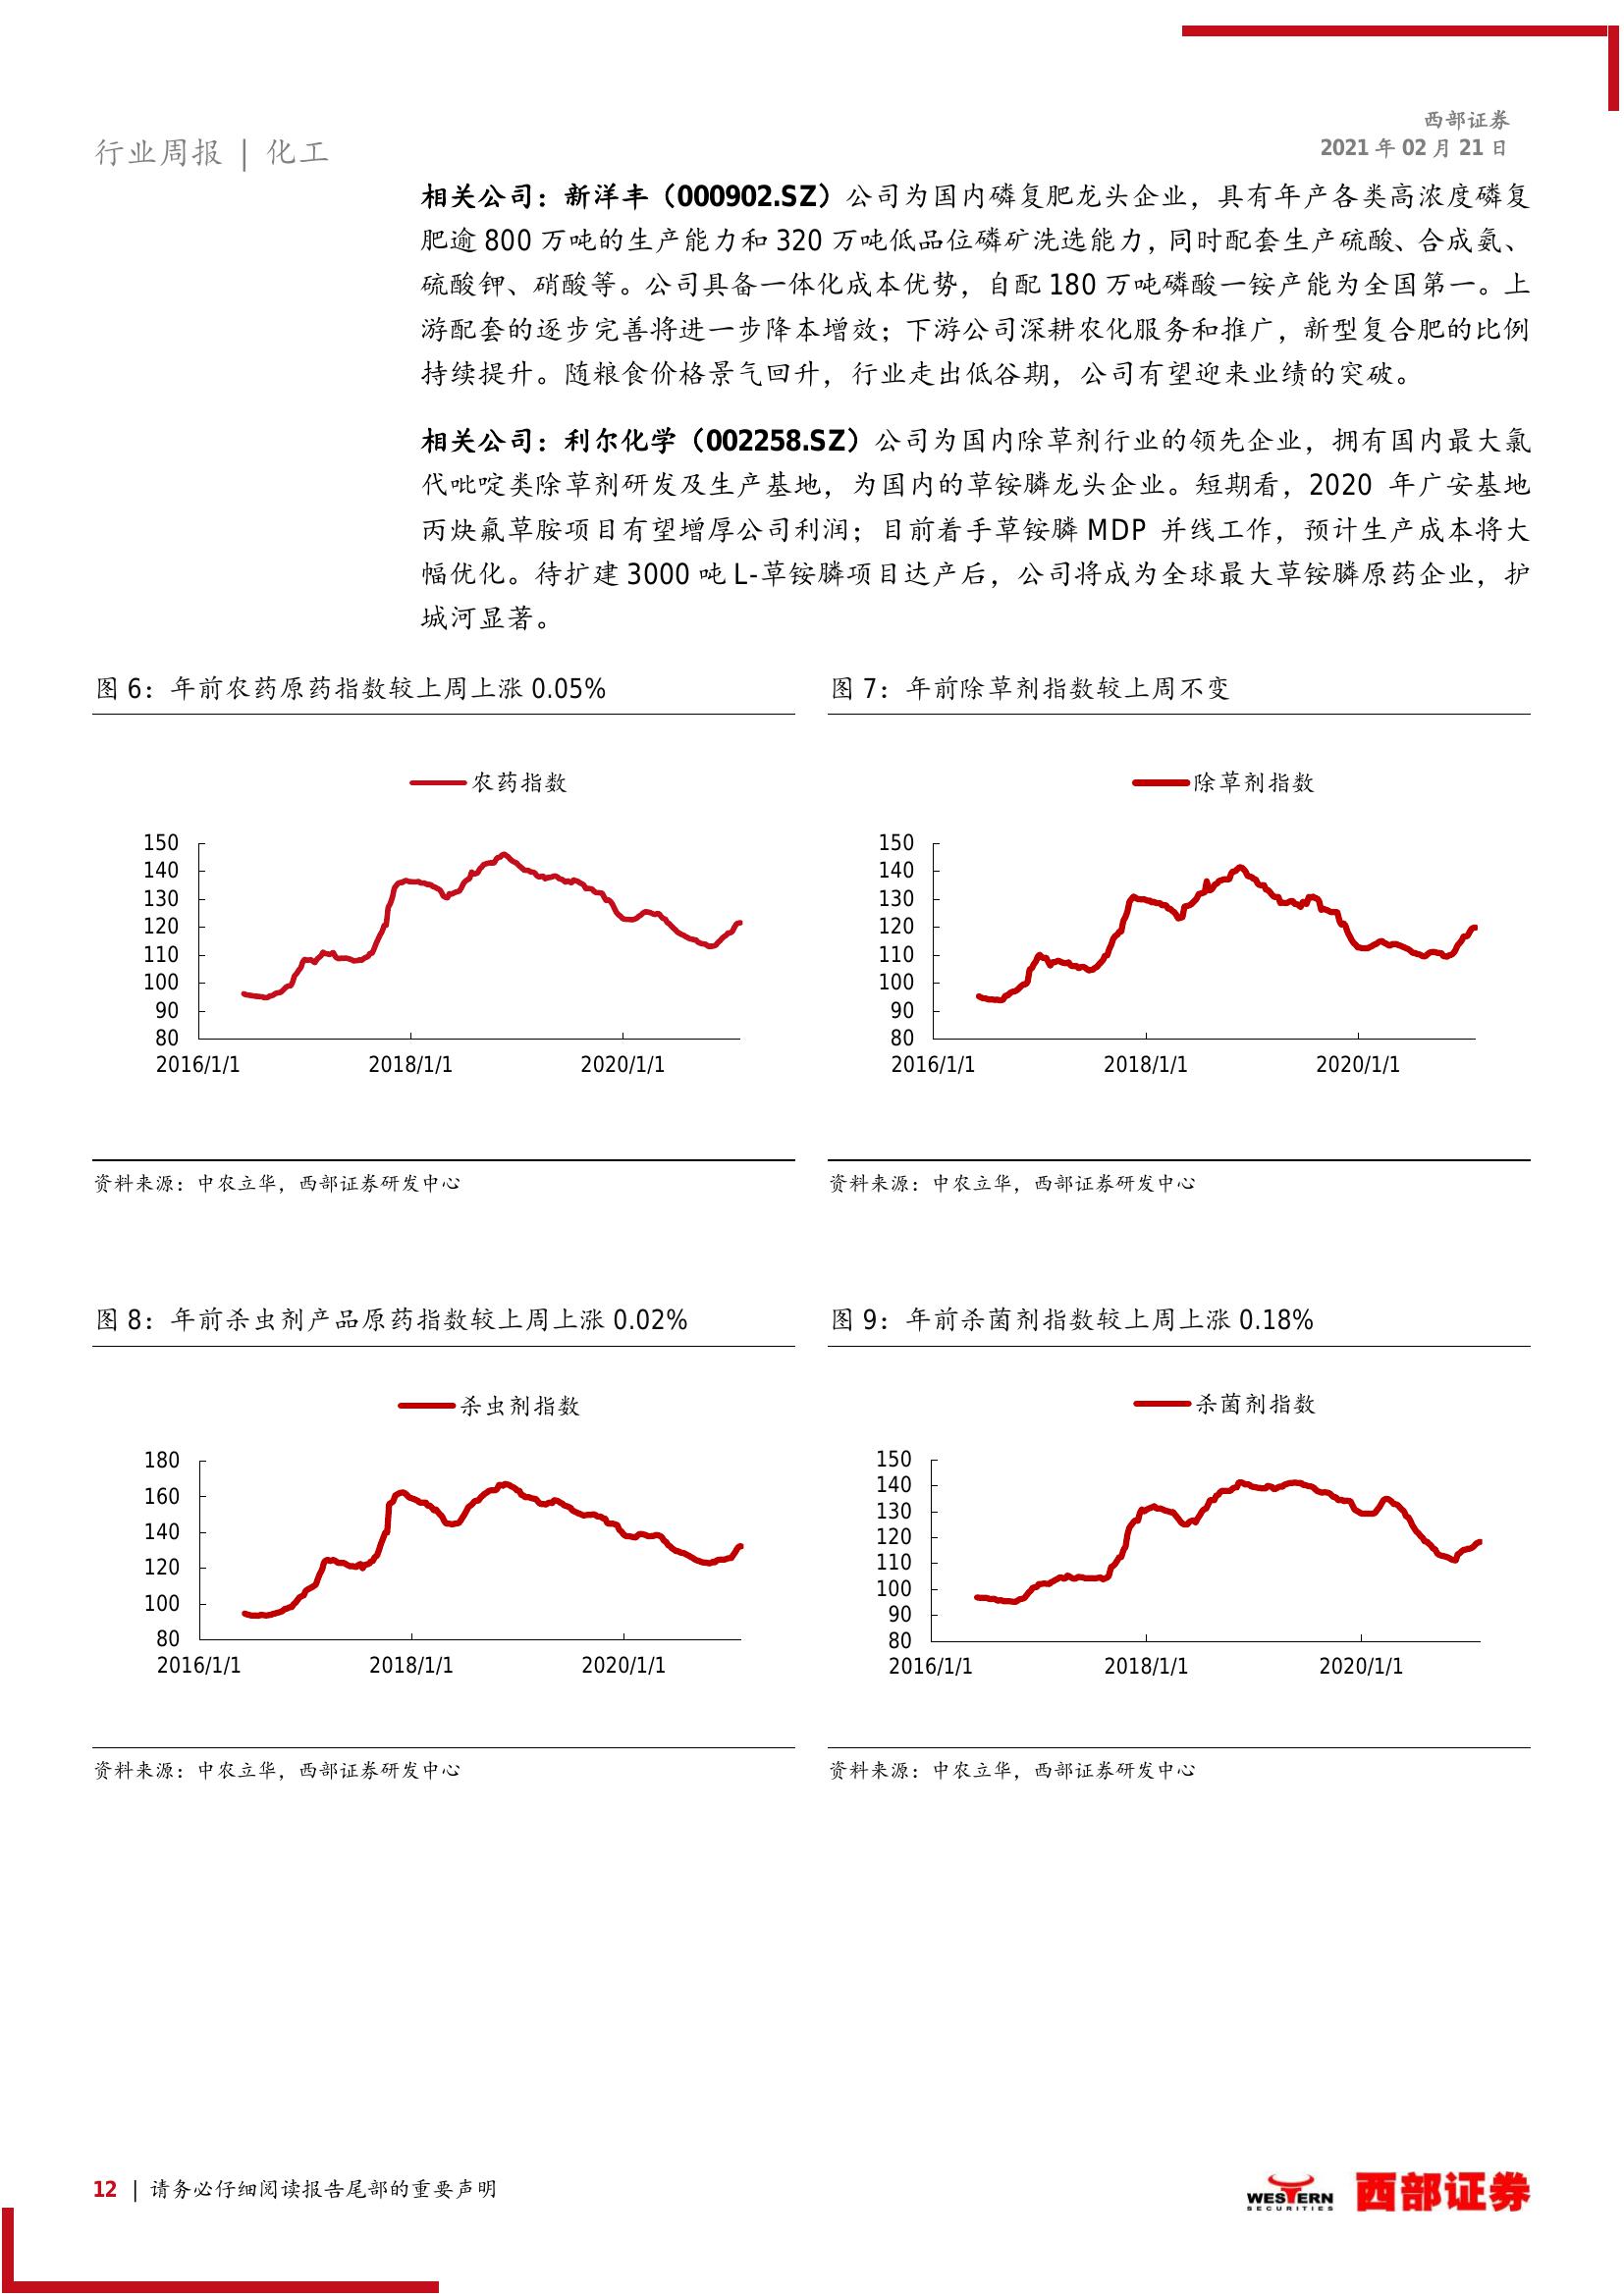 西部证券
行业周报 | 化工
2021 年 02 月 21 日
相关公司：新洋丰（000902.SZ）公司为国内磷复肥龙头企业，具有年产各类高浓度磷复
肥逾 800 万吨的生产能力和 320 万吨低品位磷矿洗选能力，同时配套生产硫酸、合成氨、
硫酸钾、硝酸等。公司具备一体化成本优势，自配 180 万吨磷酸一铵产能为全国第一。上
游配套的逐步完善将进一步降本增效；下游公司深耕农化服务和推广，新型复合肥的比例
持续提升。随粮食价格景气回升，行业走出低谷期，公司有望迎来业绩的突破。
相关公司：利尔化学（002258.SZ）公司为国内除草剂行业的领先企业，拥有国内最大氯
代吡啶类除草剂研发及生产基地，为国内的草铵膦龙头企业。短期看，2020 年广安基地
丙炔氟草胺项目有望增厚公司利润；目前着手草铵膦 MDP 并线工作，预计生产成本将大
幅优化。待扩建 3000 吨 L-草铵膦项目达产后，公司将成为全球最大草铵膦原药企业，护
城河显著。
图 6：年前农药原药指数较上周上涨 0.05%
农药指数
150
140
130
120
110
100
90
80
2016/1/1 2018/1/1 2020/1/1
资料来源：中农立华，西部证券研发中心
图 7：年前除草剂指数较上周不变
除草剂指数
150
140
130
120
110
100
90
80
2016/1/1 2018/1/1 2020/1/1
资料来源：中农立华，西部证券研发中心
图 8：年前杀虫剂产品原药指数较上周上涨 0.02%
杀虫剂指数
180
160
140
120
100
80
2016/1/1 2018/1/1 2020/1/1
资料来源：中农立华，西部证券研发中心
图 9：年前杀菌剂指数较上周上涨 0.18%
杀菌剂指数
150
140
130
120
110
100
90
80
2016/1/1 2018/1/1 2020/1/1
资料来源：中农立华，西部证券研发中心
12 | 请务必仔细阅读报告尾部的重要声明
WESTERN
SECURITIES
西部证券